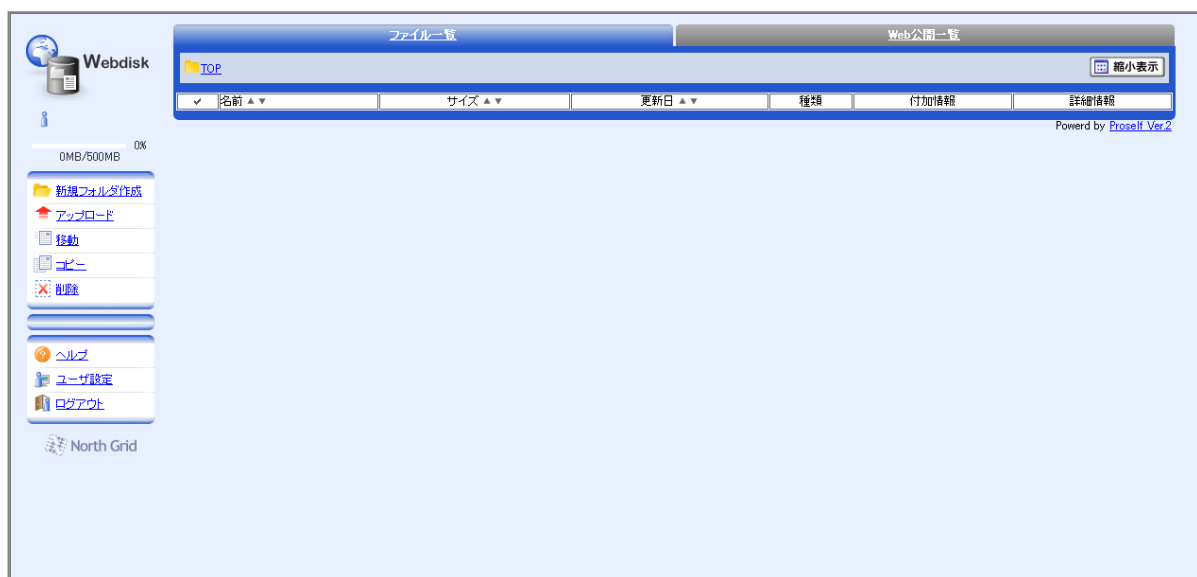 Webdisk
0%
0MB/500MB
新規フォルダ作成
アップロード
移動
コピー
削除
ヘルプ
ユーザ設定
ログアウト
North Grid
ファイル一覧
Web公開一覧
TOP
縮小表示
✓ 名前 ▲ ▼ サイズ ▲ ▼ 更新日 ▲ ▼ 種類 付加情報 詳細情報
Powerd by Proself Ver.2